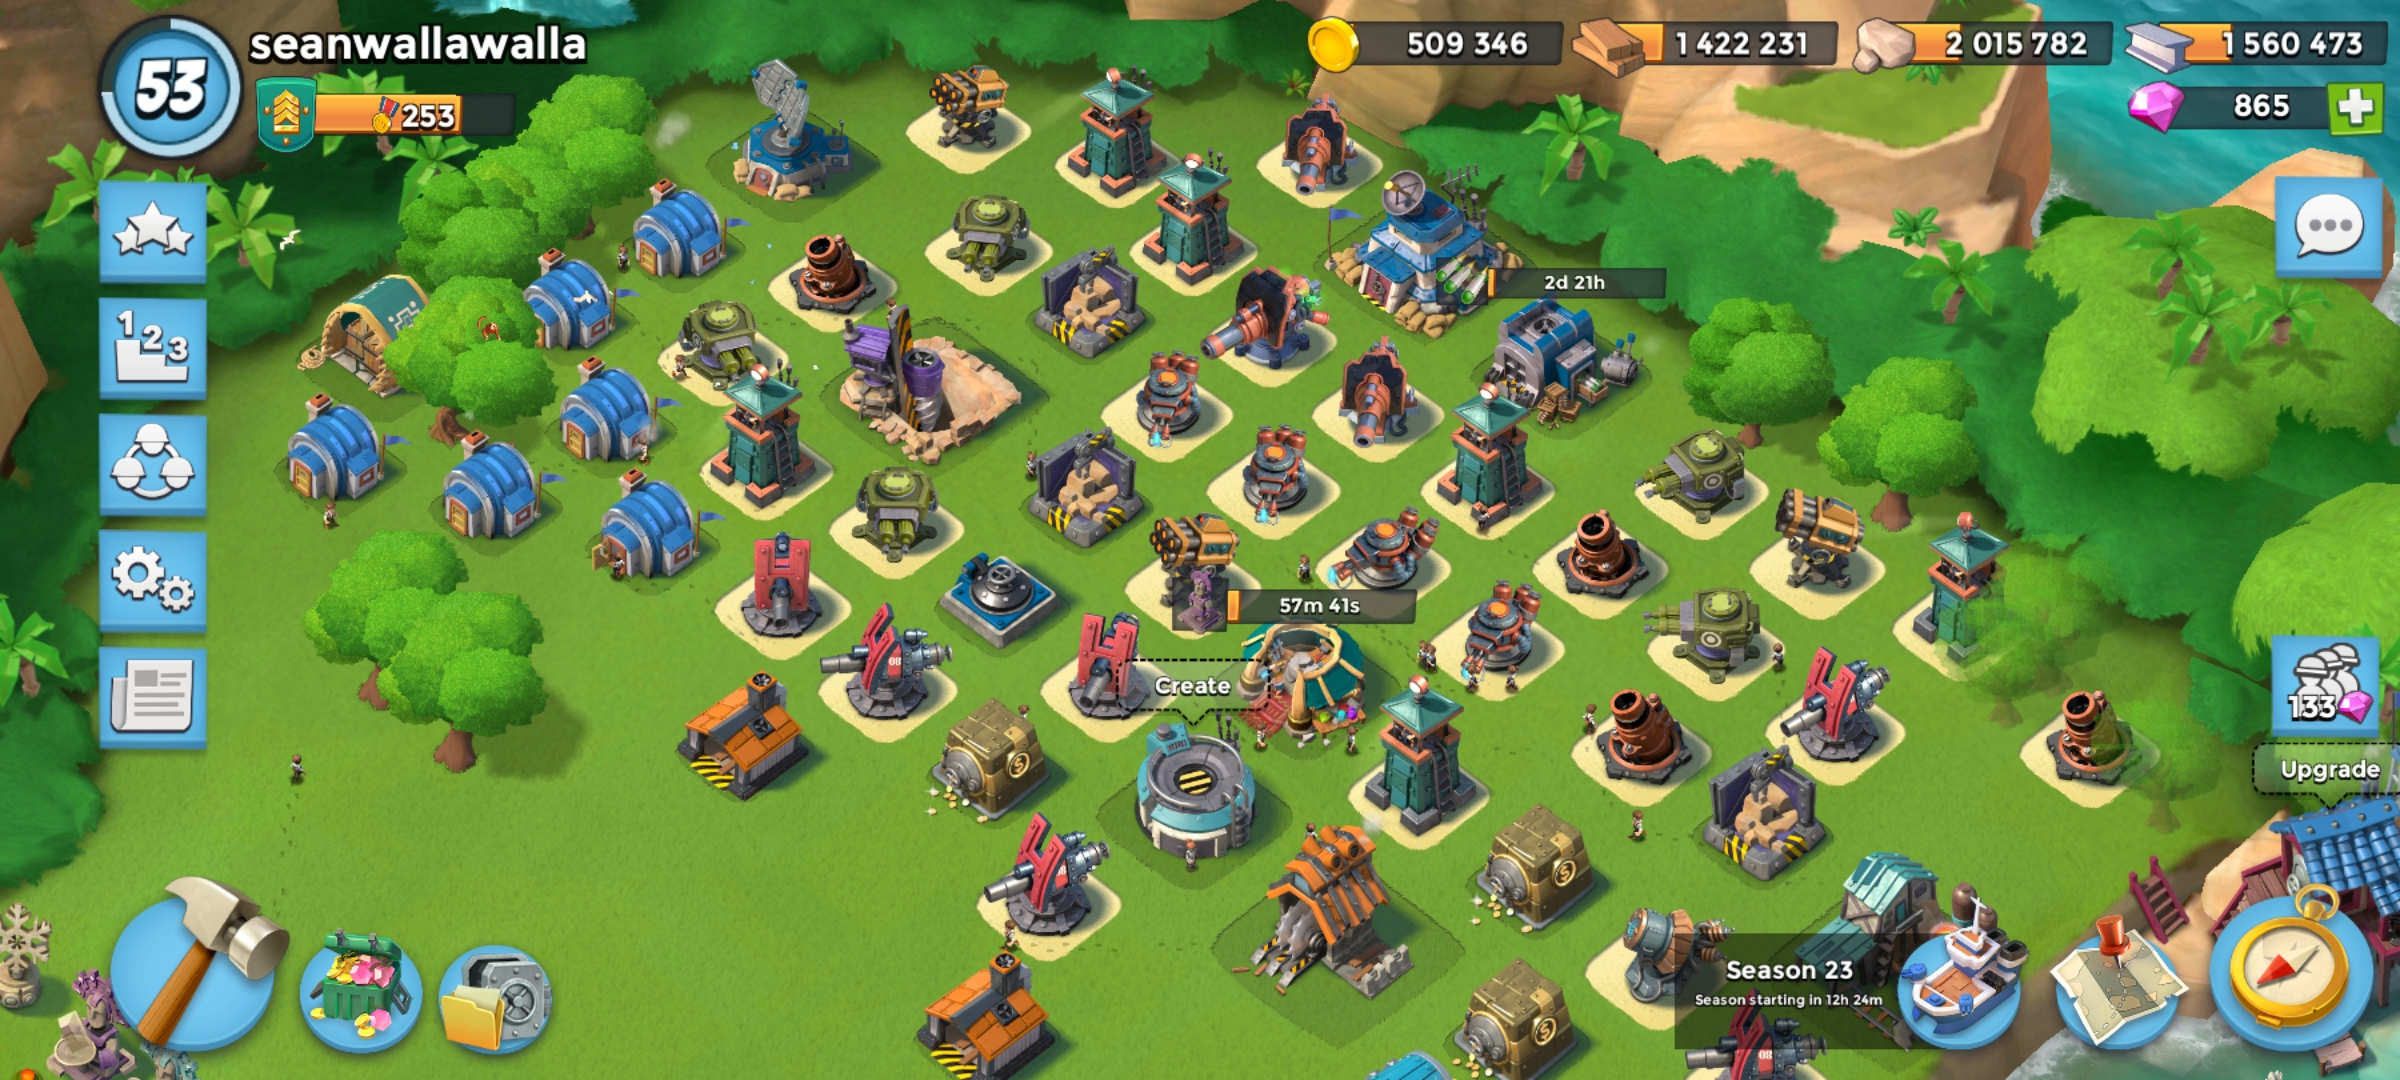 53
seanwallawalla
253
509 346
1 422 231
2 015 782
1 560 473
865
123
2d 21h
57m 41s
Create
133
Upgrade
Season 23
Season starting in 12h 24m